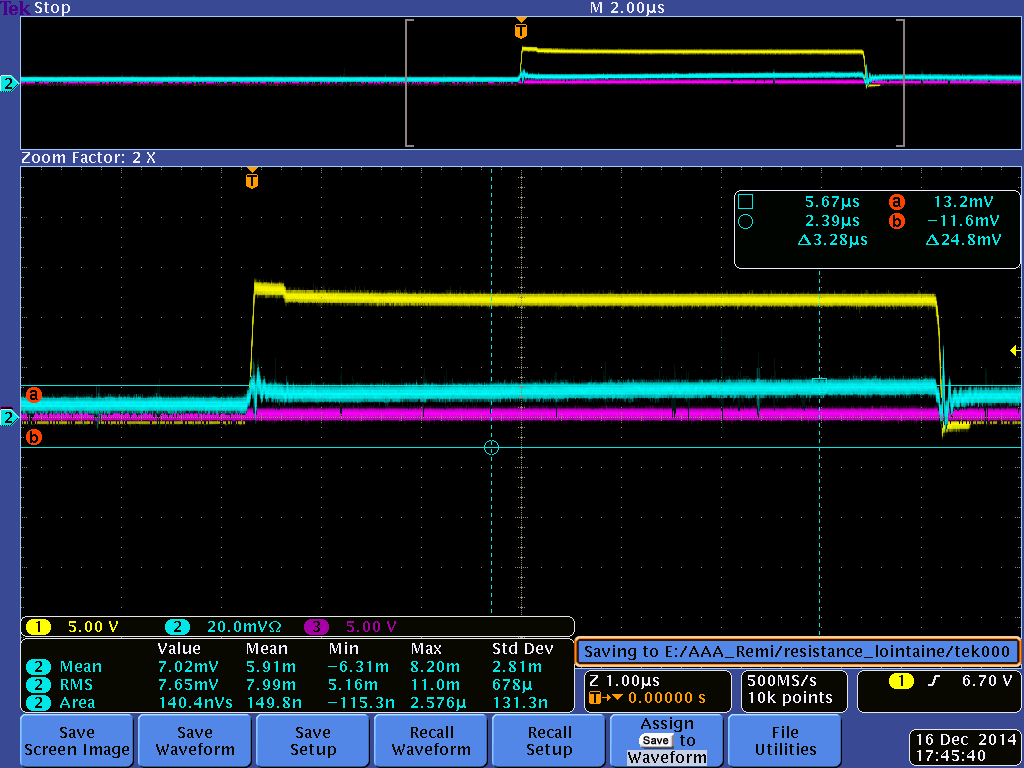 Tek Stop M 2.00µs
T
2
Zoom Factor: 2 X
T
5.67µs a 13.2mV
2.39µs b −11.6mV
Δ3.28µs Δ24.8mV
a
2
b
1 5.00 V 2 20.0mVΩ 3 5.00 V
Value Mean Min Max Std Dev
2 Mean 7.02mV 5.91m −6.31m 8.20m 2.81m
2 RMS 7.65mV 7.99m 5.16m 11.0m 678µ
2 Area 140.4nVs 149.8n −115.3n 2.576µ 131.3n
Saving to E:/AAA_Remi/resistance_lointaine/tek000
Z 1.00µs
T→▼ 0.00000 s
500MS/s
10k points
1 6.70 V
Save
Screen Image
Save
Waveform
Save
Setup
Recall
Waveform
Recall
Setup
Assign
Save to
Waveform
File
Utilities
16 Dec 2014
17:45:40